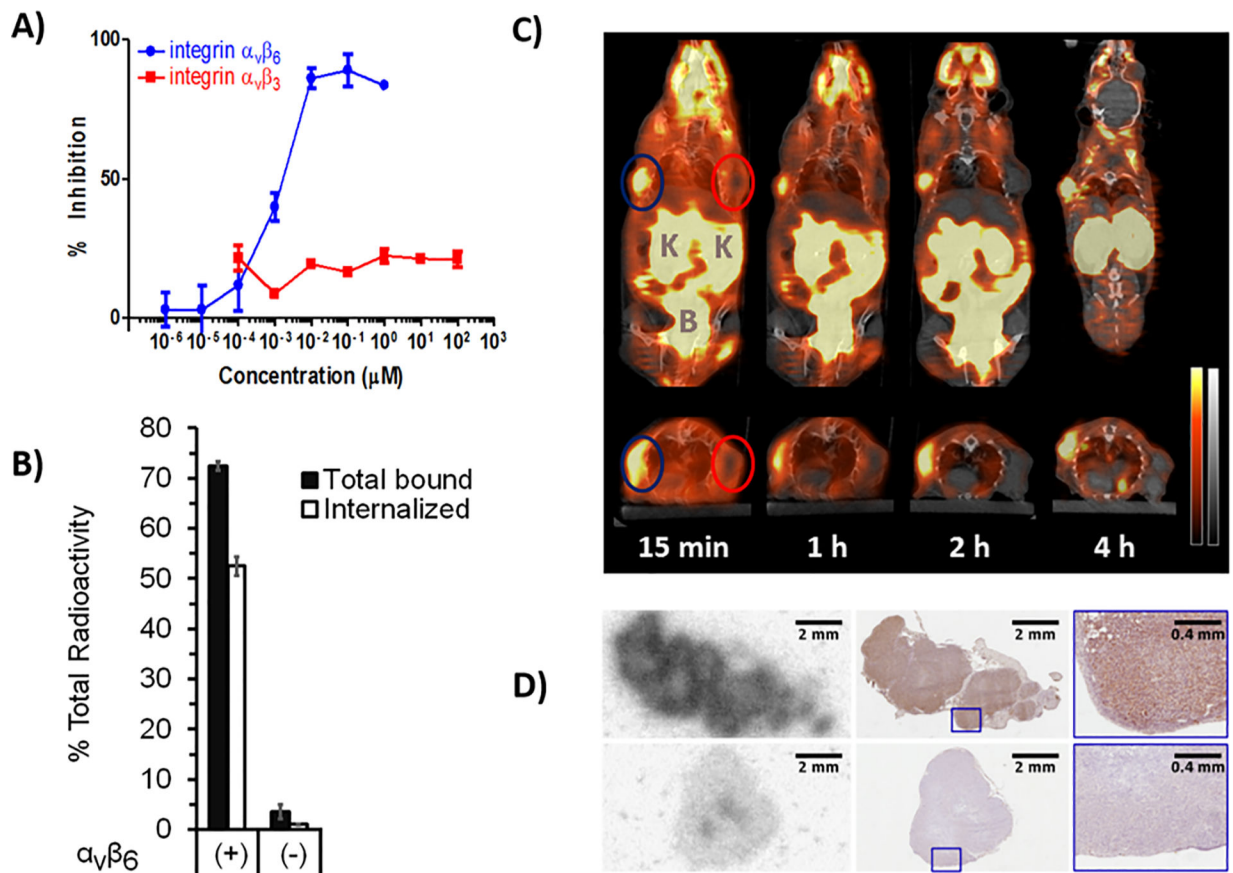 A)
100
50
0
% Inhibition
integrin αvβ6
integrin αvβ3
10-6 10-5 10-4 10-3 10-2 10-1 100 101 102 103
Concentration (μM)
B)
80
70
60
50
40
30
20
10
0
% Total Radioactivity
Total bound
Internalized
αvβ6 (+) (-)
C)
K K
B
15 min 1 h 2 h 4 h
D)
2 mm 2 mm 0.4 mm
2 mm 2 mm 0.4 mm